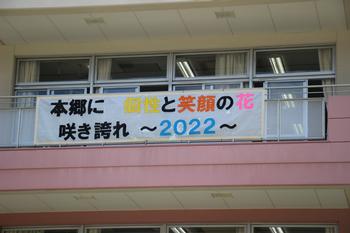 本郷に 個性と笑顔の花
咲き誇れ ～2022～